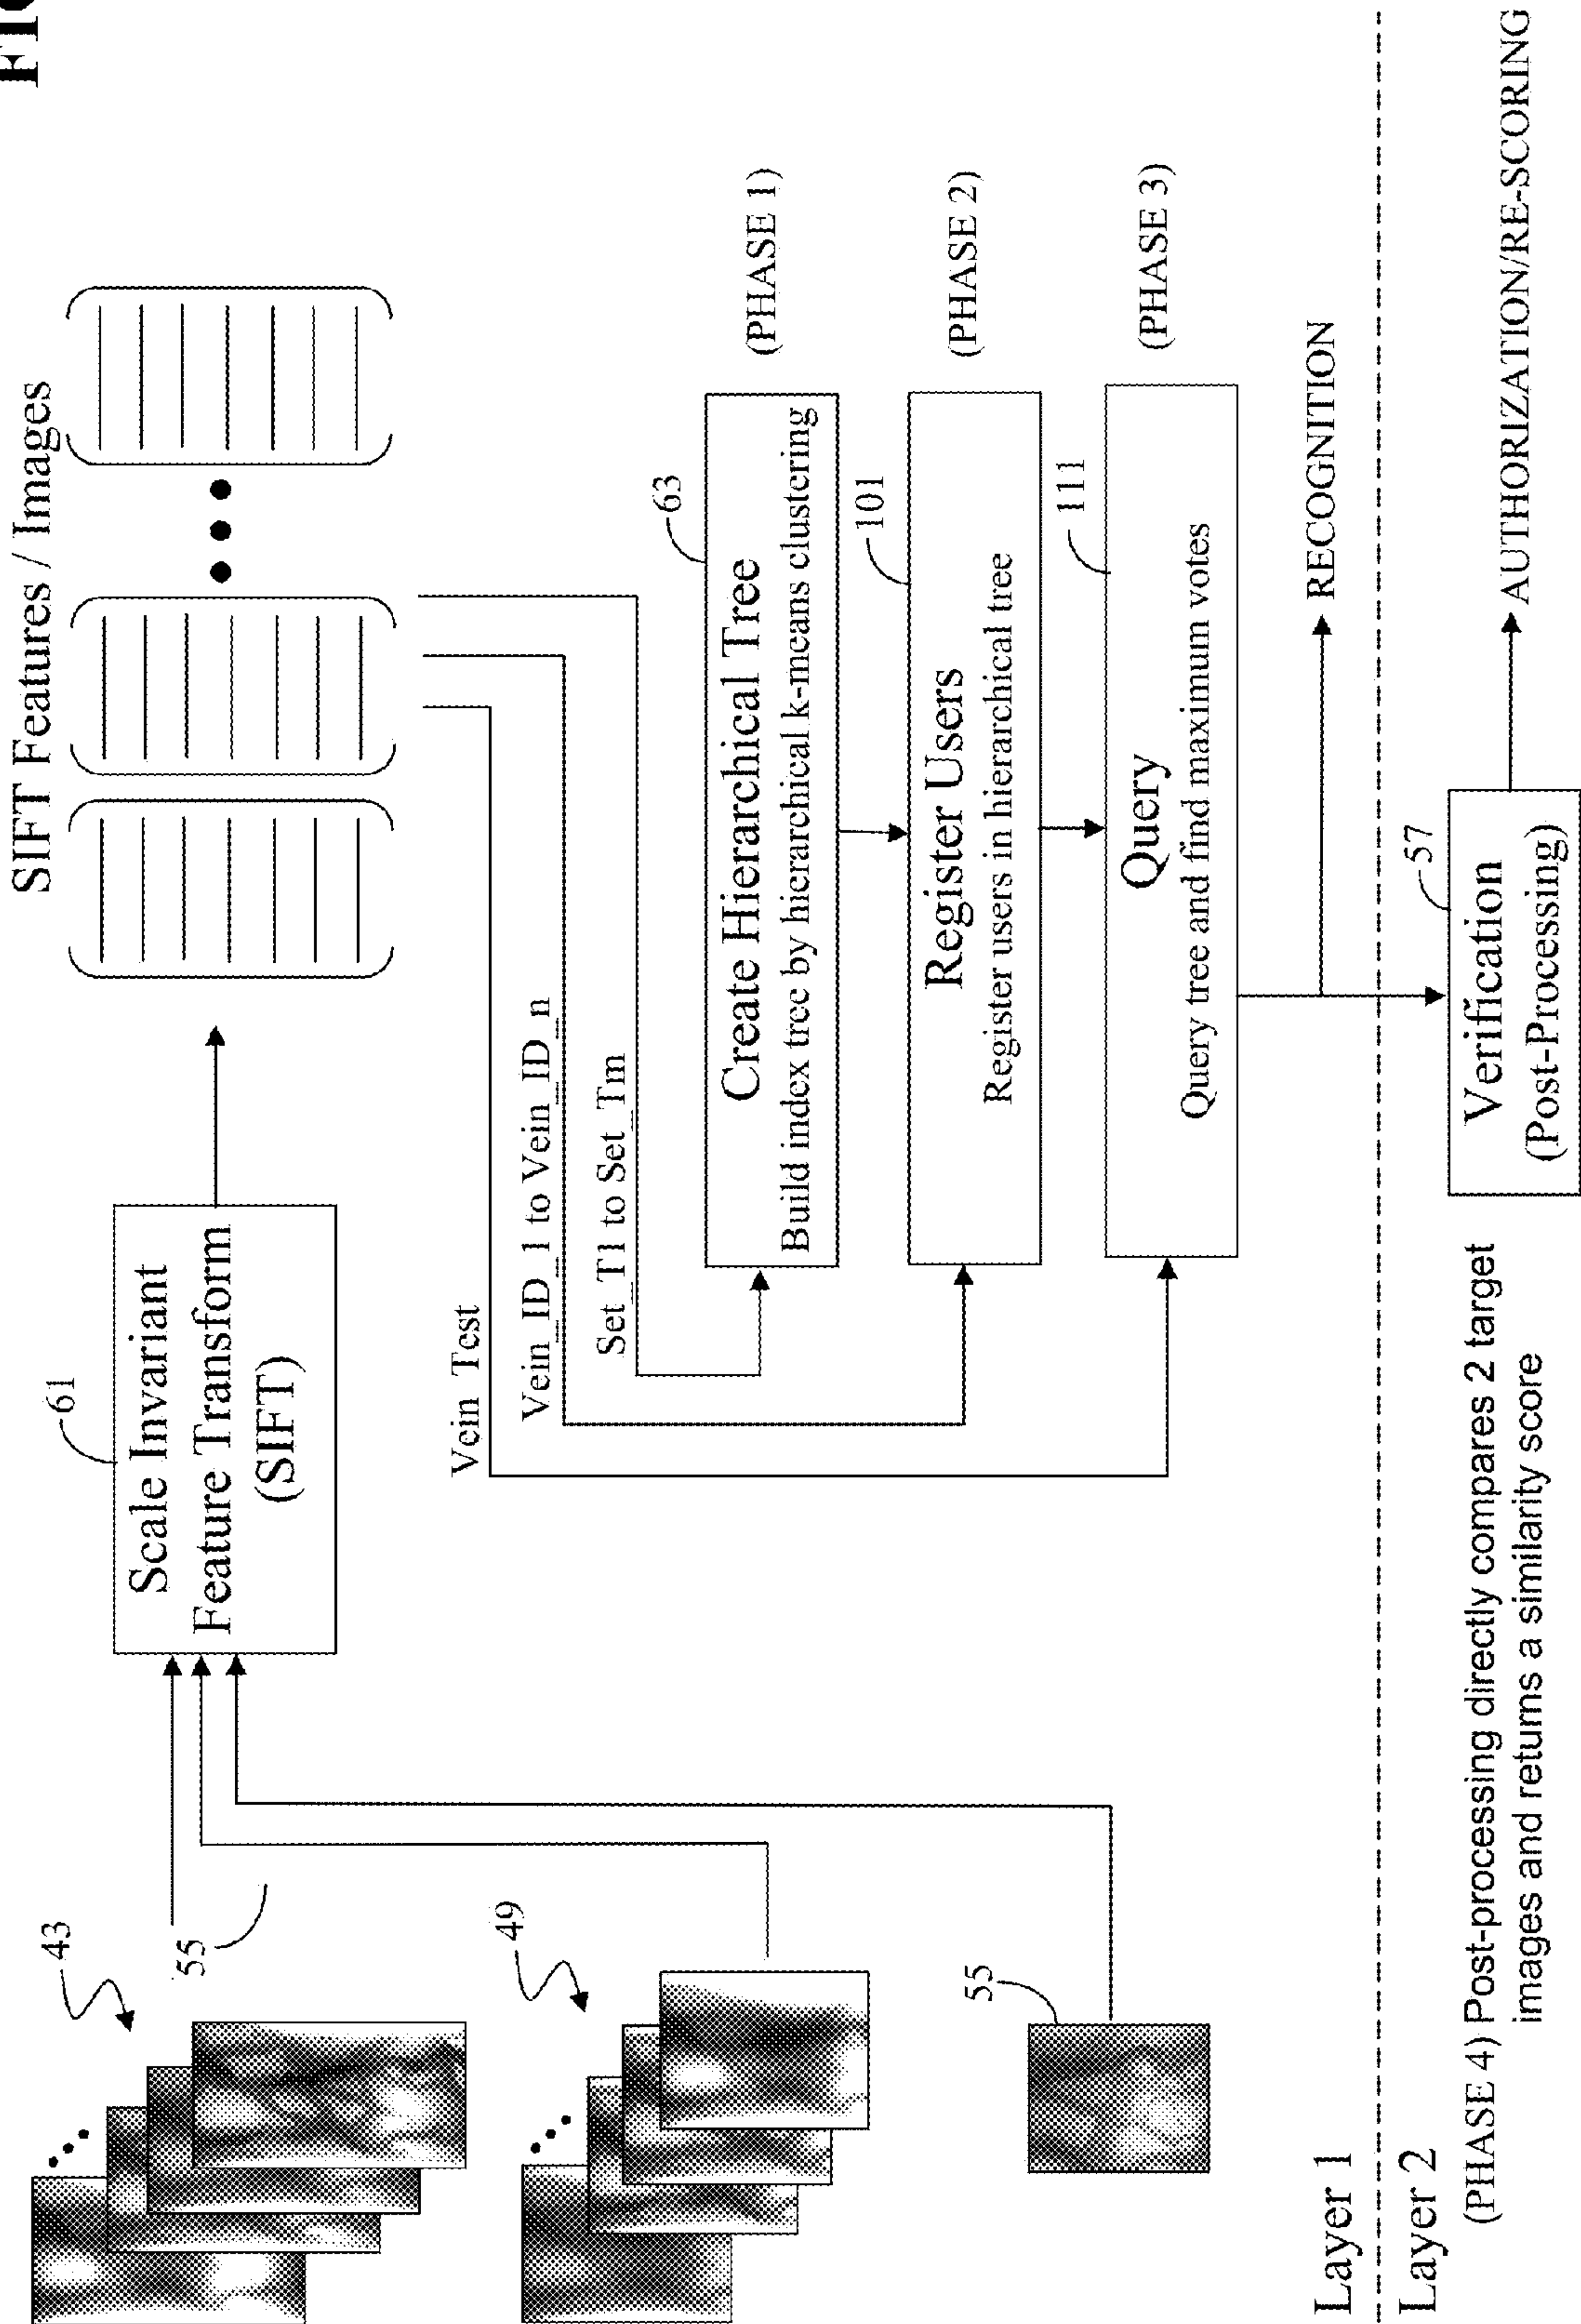 FIG
SIFT Features / Images
61
Scale Invariant
Feature Transform
(SIFT)
43
55
49
55
Vein_Test
Vein_ID_1 to Vein_ID_n
Set_T1 to Set_Tm
63
Create Hierarchical Tree
Build index tree by hierarchical k-means clustering
(PHASE 1)
101
Register Users
Register users in hierarchical tree
(PHASE 2)
111
Query
Query tree and find maximum votes
(PHASE 3)
RECOGNITION
Layer 1
Layer 2
(PHASE 4) Post-processing directly compares 2 target
images and returns a similarity score
57
Verification
(Post-Processing)
AUTHORIZATION/RE-SCORING